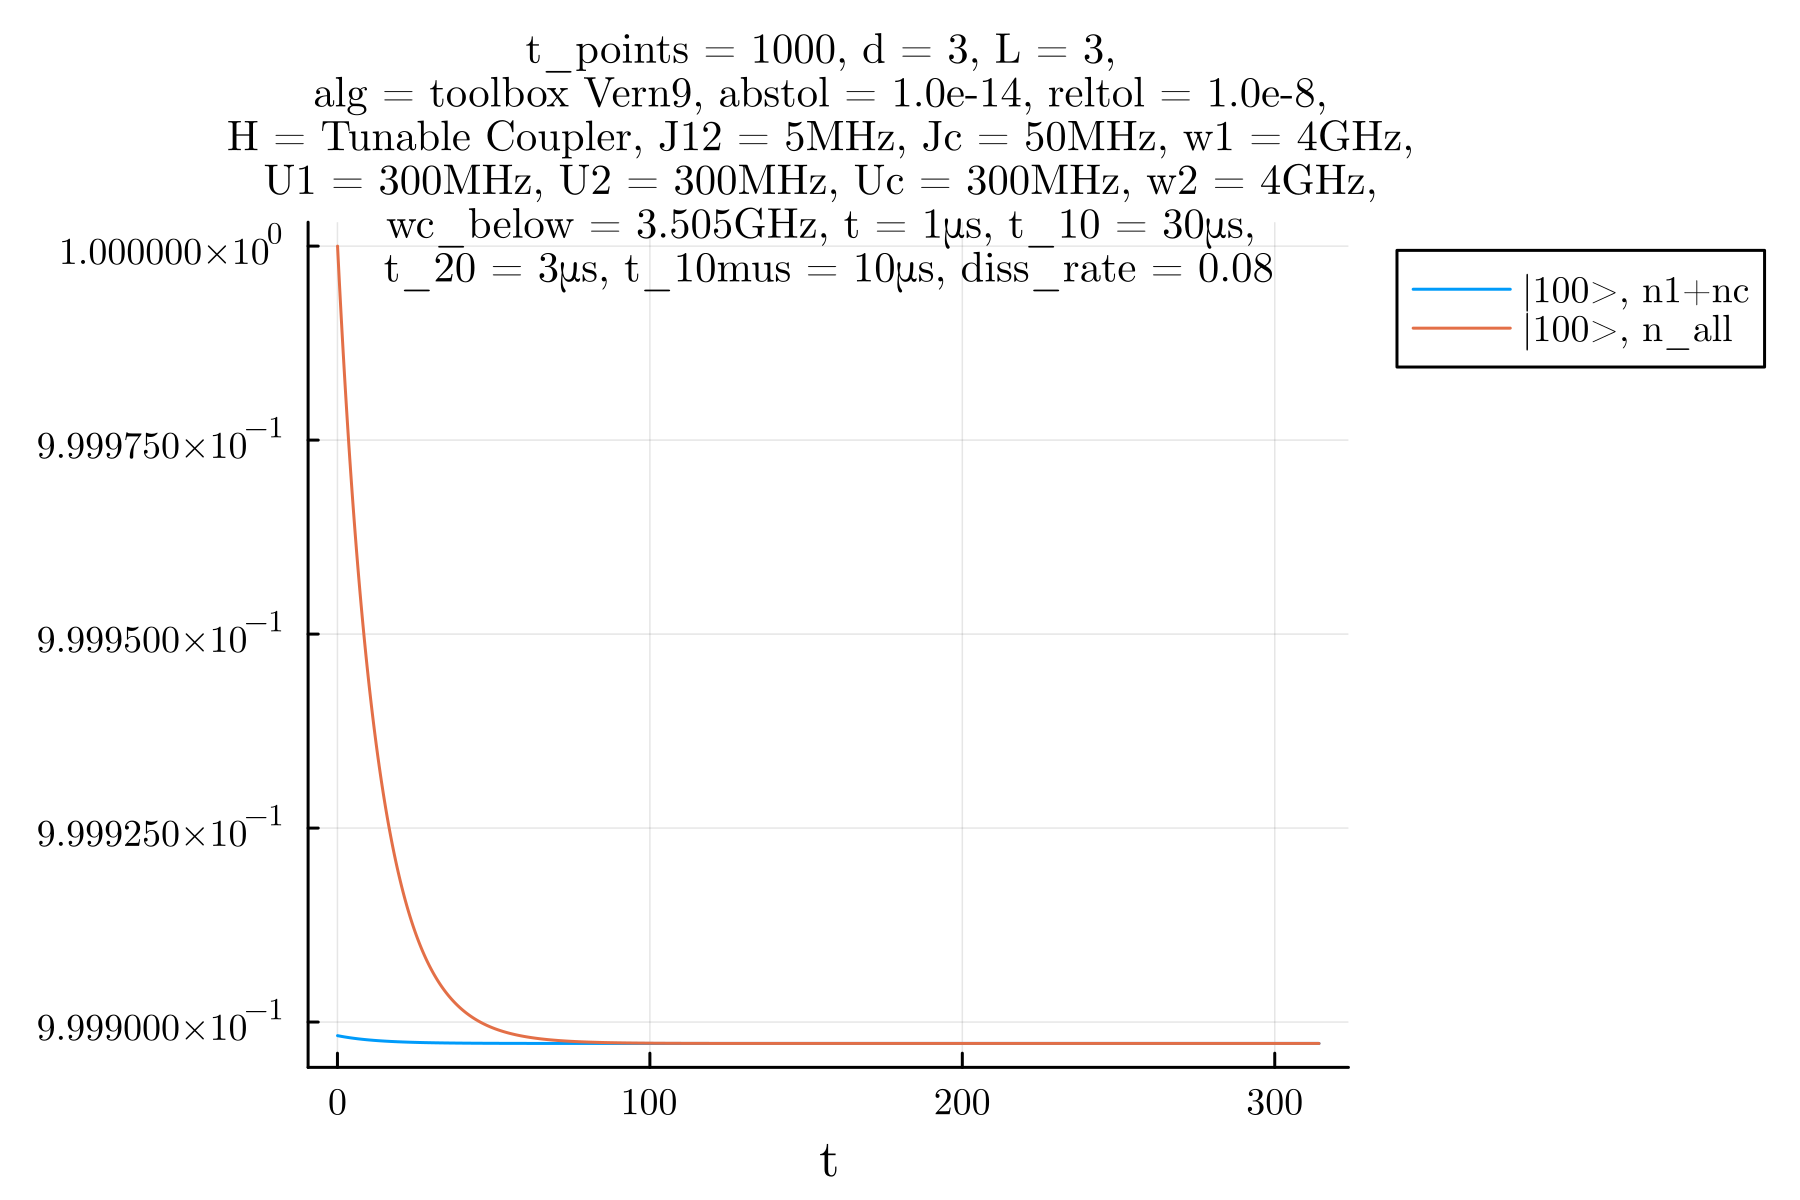 t_points = 1000, d = 3, L = 3,
alg = toolbox Vern9, abstol = 1.0e-14, reltol = 1.0e-8,
H = Tunable Coupler, J12 = 5MHz, Jc = 50MHz, w1 = 4GHz,
U1 = 300MHz, U2 = 300MHz, Uc = 300MHz, w2 = 4GHz,
wc_below = 3.505GHz, t = 1μs, t_10 = 30μs,
t_20 = 3μs, t_10mus = 10μs, diss_rate = 0.08
1.000000×10⁰
9.999750×10⁻¹
9.999500×10⁻¹
9.999250×10⁻¹
9.999000×10⁻¹
0 100 200 300
t
|100>, n1+nc
|100>, n_all